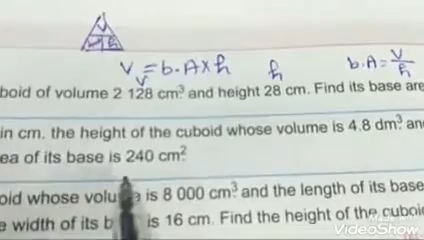 V = b.A x h h b.A = V/h
V
boid of volume 2 128 cm³ and height 28 cm. Find its base are
in cm. the height of the cuboid whose volume is 4.8 dm³ an
ea of its base is 240 cm²
oid whose volu is 8 000 cm³ and the length of its base
e width of its b is 16 cm. Find the height of the cuboi
Created with
VideoShow